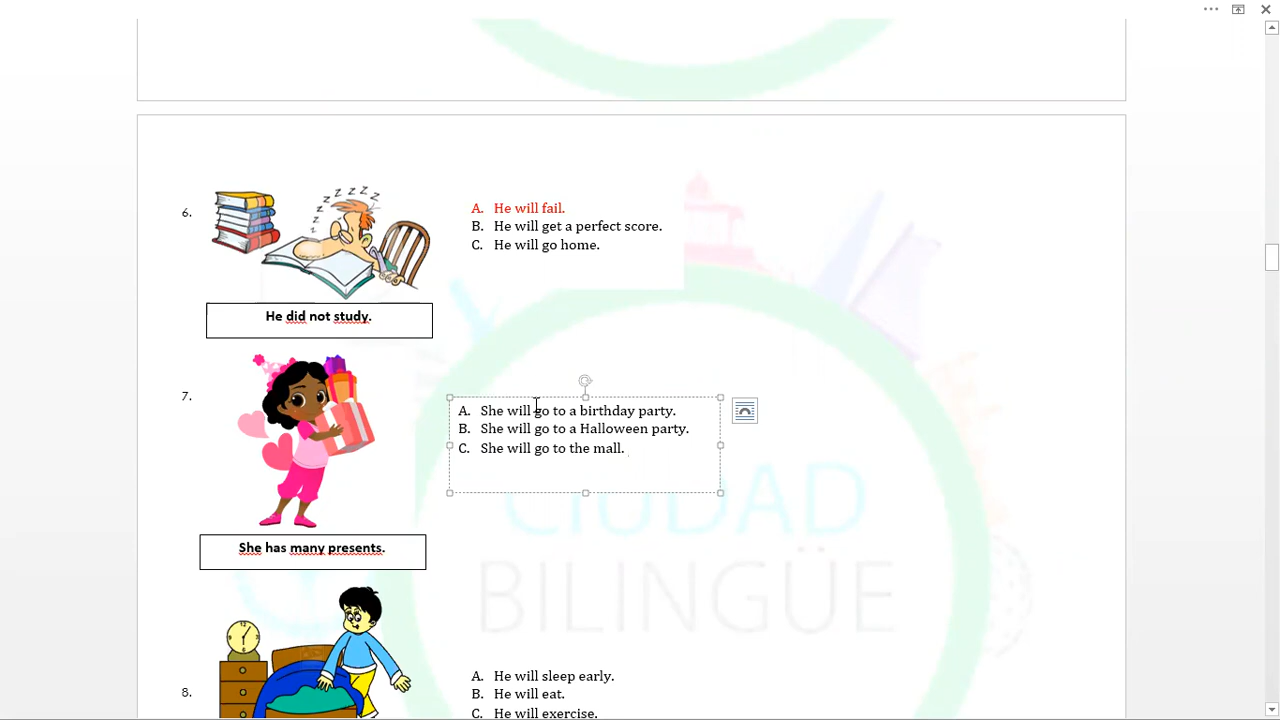 6.
z z z z z z z
A. He will fail.
B. He will get a perfect score.
C. He will go home.
He did not study.
7.
A. She will go to a birthday party.
B. She will go to a Halloween party.
C. She will go to the mall.
She has many presents.
CIUDAD
BILINGÜE
8.
A. He will sleep early.
B. He will eat.
C. He will exercise.